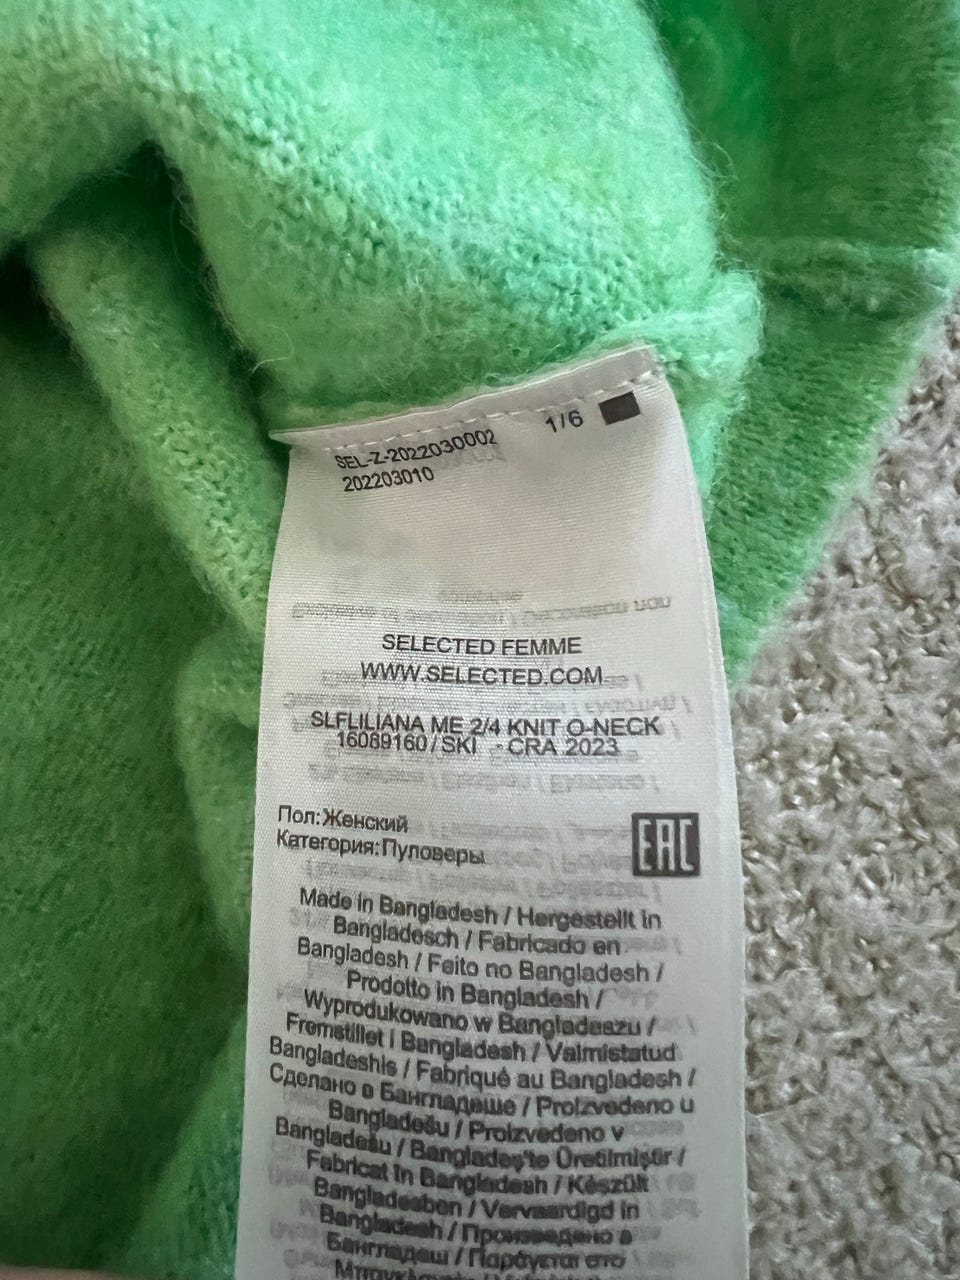 1/6
SEL-Z-2022030002
202203010
SELECTED FEMME
WWW.SELECTED.COM
SLFLILIANA ME 2/4 KNIT O-NECK
16089160 / SKI - CRA 2023
Пол:Женский
Категория:Пуловеры
EAC
Made in Bangladesh / Hergestellt in
Bangladesch / Fabricado en
Bangladesh / Feito no Bangladesh /
Prodotto in Bangladesh /
Wyprodukowano w Bangladeszu /
Fremstillet i Bangladesh / Valmistatud
Bangladeshis / Fabriqué au Bangladesh /
Сделано в Бангладеше / Proizvedeno u
Bangladešu / Proizvedeno v
Bangladešu / Bangladeş'te Üretilmiştir /
Fabricat în Bangladesh / Készült
Bangladesben / Vervaardigd in
Bangladesh / Произведено в
Бангладеш / Παράγεται στο